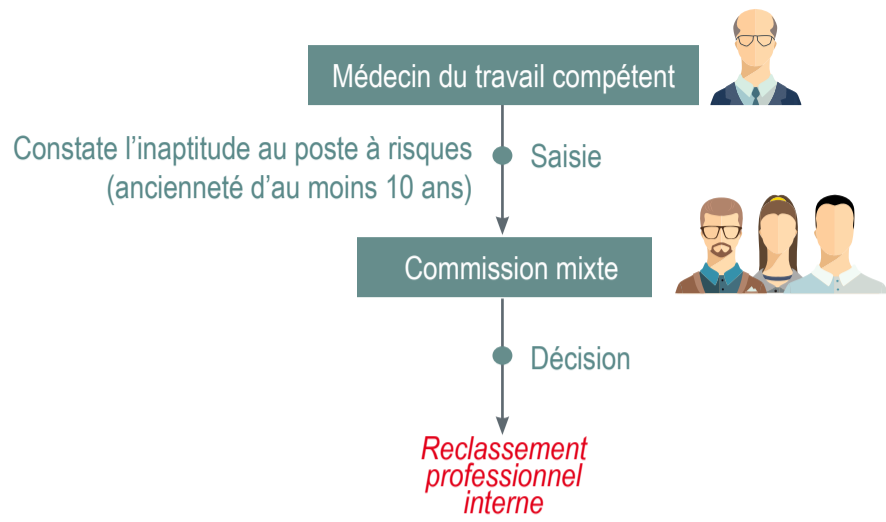 Médecin du travail compétent
Constate l’inaptitude au poste à risques
(ancienneté d’au moins 10 ans)
Saisie
Commission mixte
Décision
Reclassement
professionnel
interne